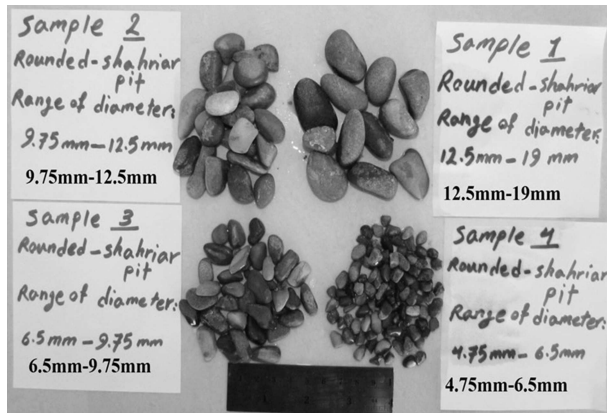 Sample 2
Rounded-shahriar
pit
Range of diameter:
9.75mm-12.5mm
9.75mm-12.5mm
Sample 1
Rounded-shahriar
pit
Range of diameter:
12.5mm-19 mm
12.5mm-19mm
Sample 3
Rounded-shahriar
pit
Range of diameter:
6.5mm-9.75mm
6.5mm-9.75mm
Sample 4
Rounded-shahriar
pit
Range of diameter:
4.75mm-6.5mm
4.75mm-6.5mm